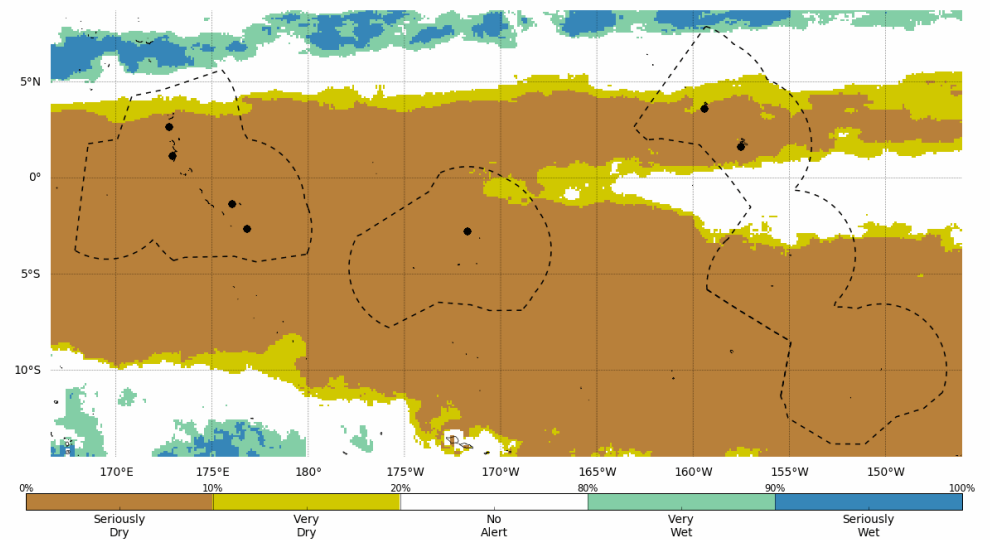 5°N
0°
5°S
10°S
170°E 175°E 180° 175°W 170°W 165°W 160°W 155°W 150°W
0% 10% 20% 80% 90% 100%
Seriously Dry Very Dry No Alert Very Wet Seriously Wet